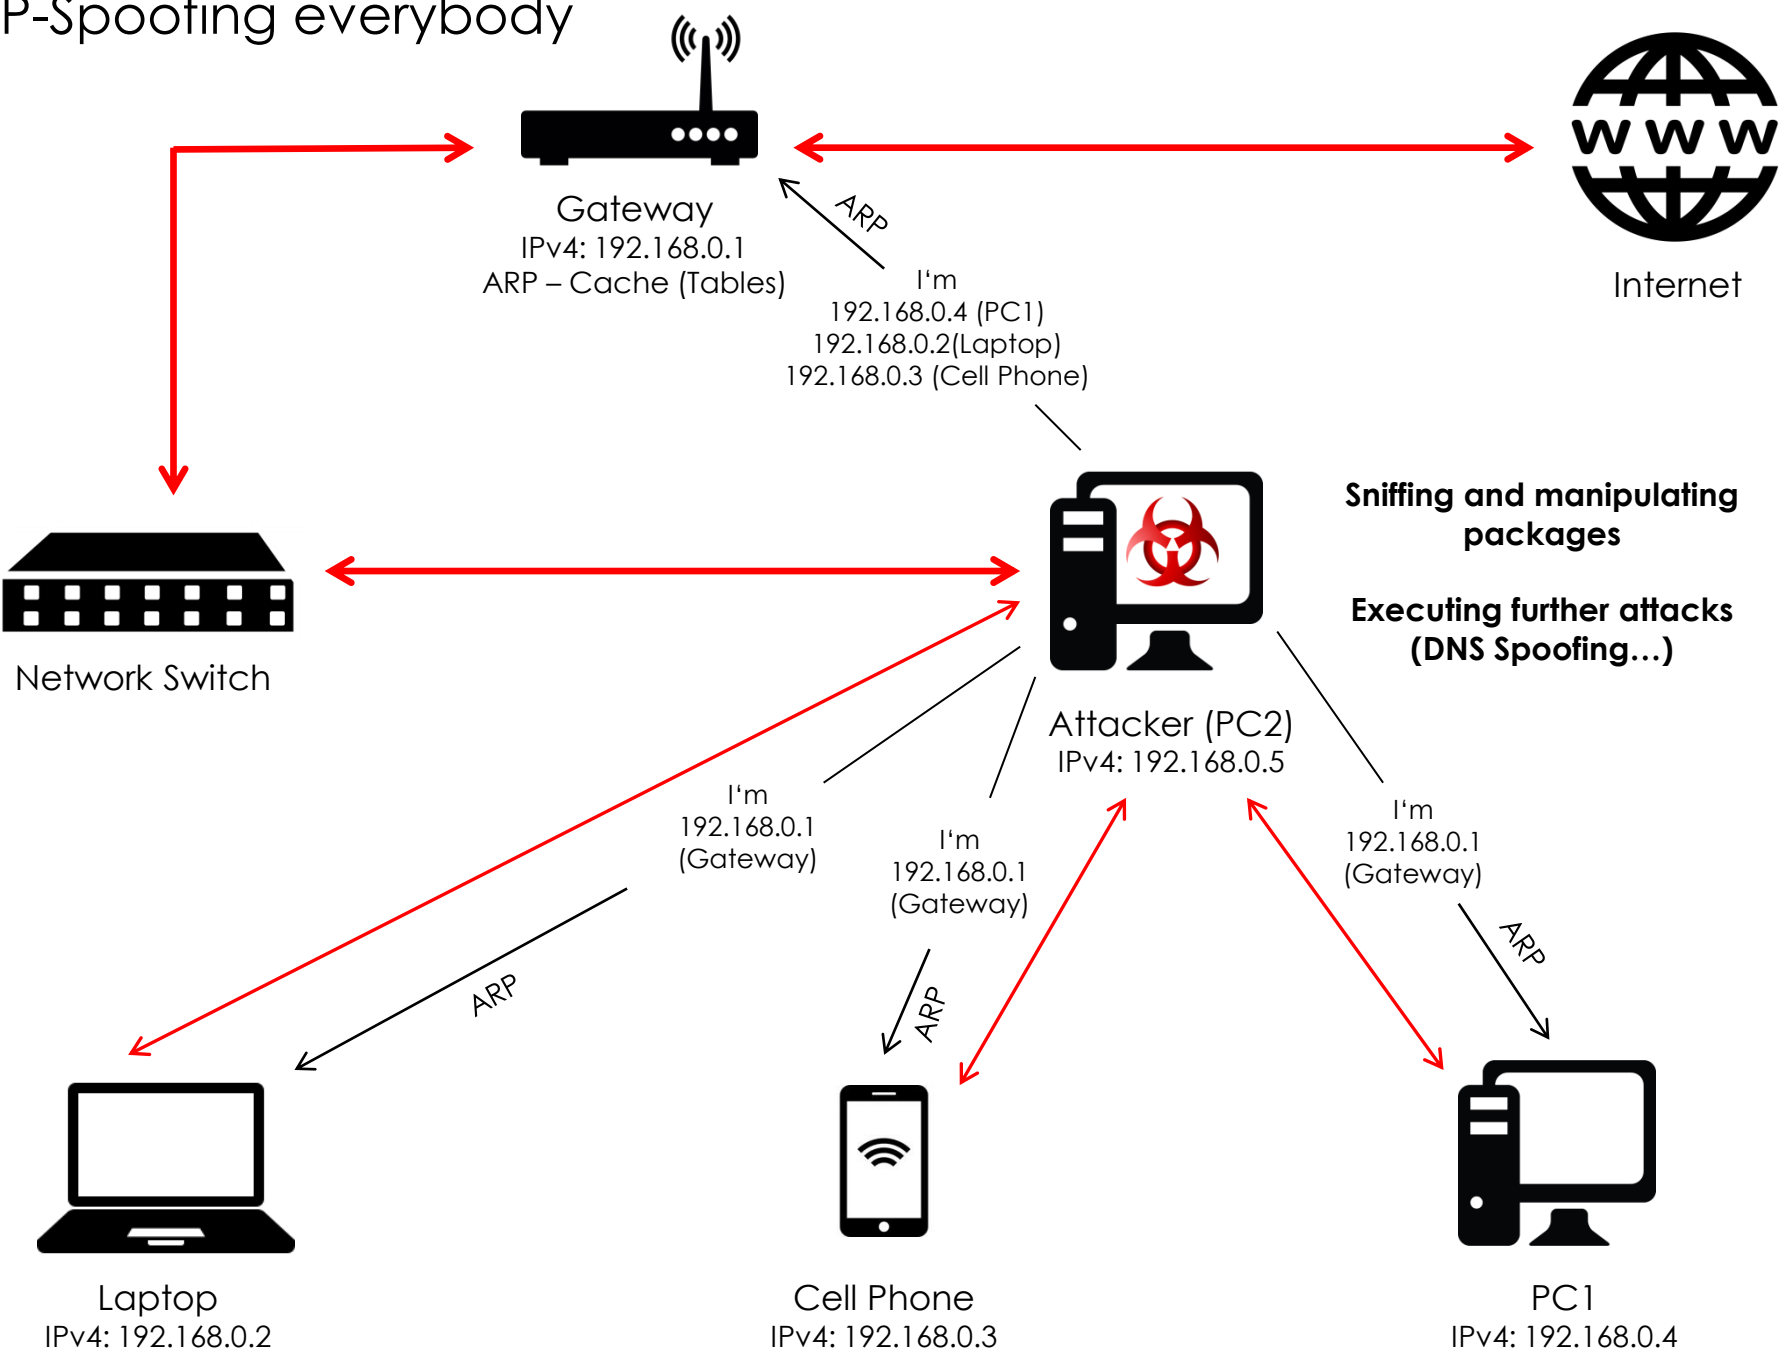 P-Spoofing everybody
WWW
Gateway
IPv4: 192.168.0.1
ARP – Cache (Tables)
Internet
ARP
I‘m
192.168.0.4 (PC1)
192.168.0.2(Laptop)
192.168.0.3 (Cell Phone)
Sniffing and manipulating
packages
Executing further attacks
(DNS Spoofing…)
Network Switch
Attacker (PC2)
IPv4: 192.168.0.5
I‘m
192.168.0.1
(Gateway)
I‘m
192.168.0.1
(Gateway)
I‘m
192.168.0.1
(Gateway)
ARP
ARP
ARP
Laptop
IPv4: 192.168.0.2
Cell Phone
IPv4: 192.168.0.3
PC1
IPv4: 192.168.0.4